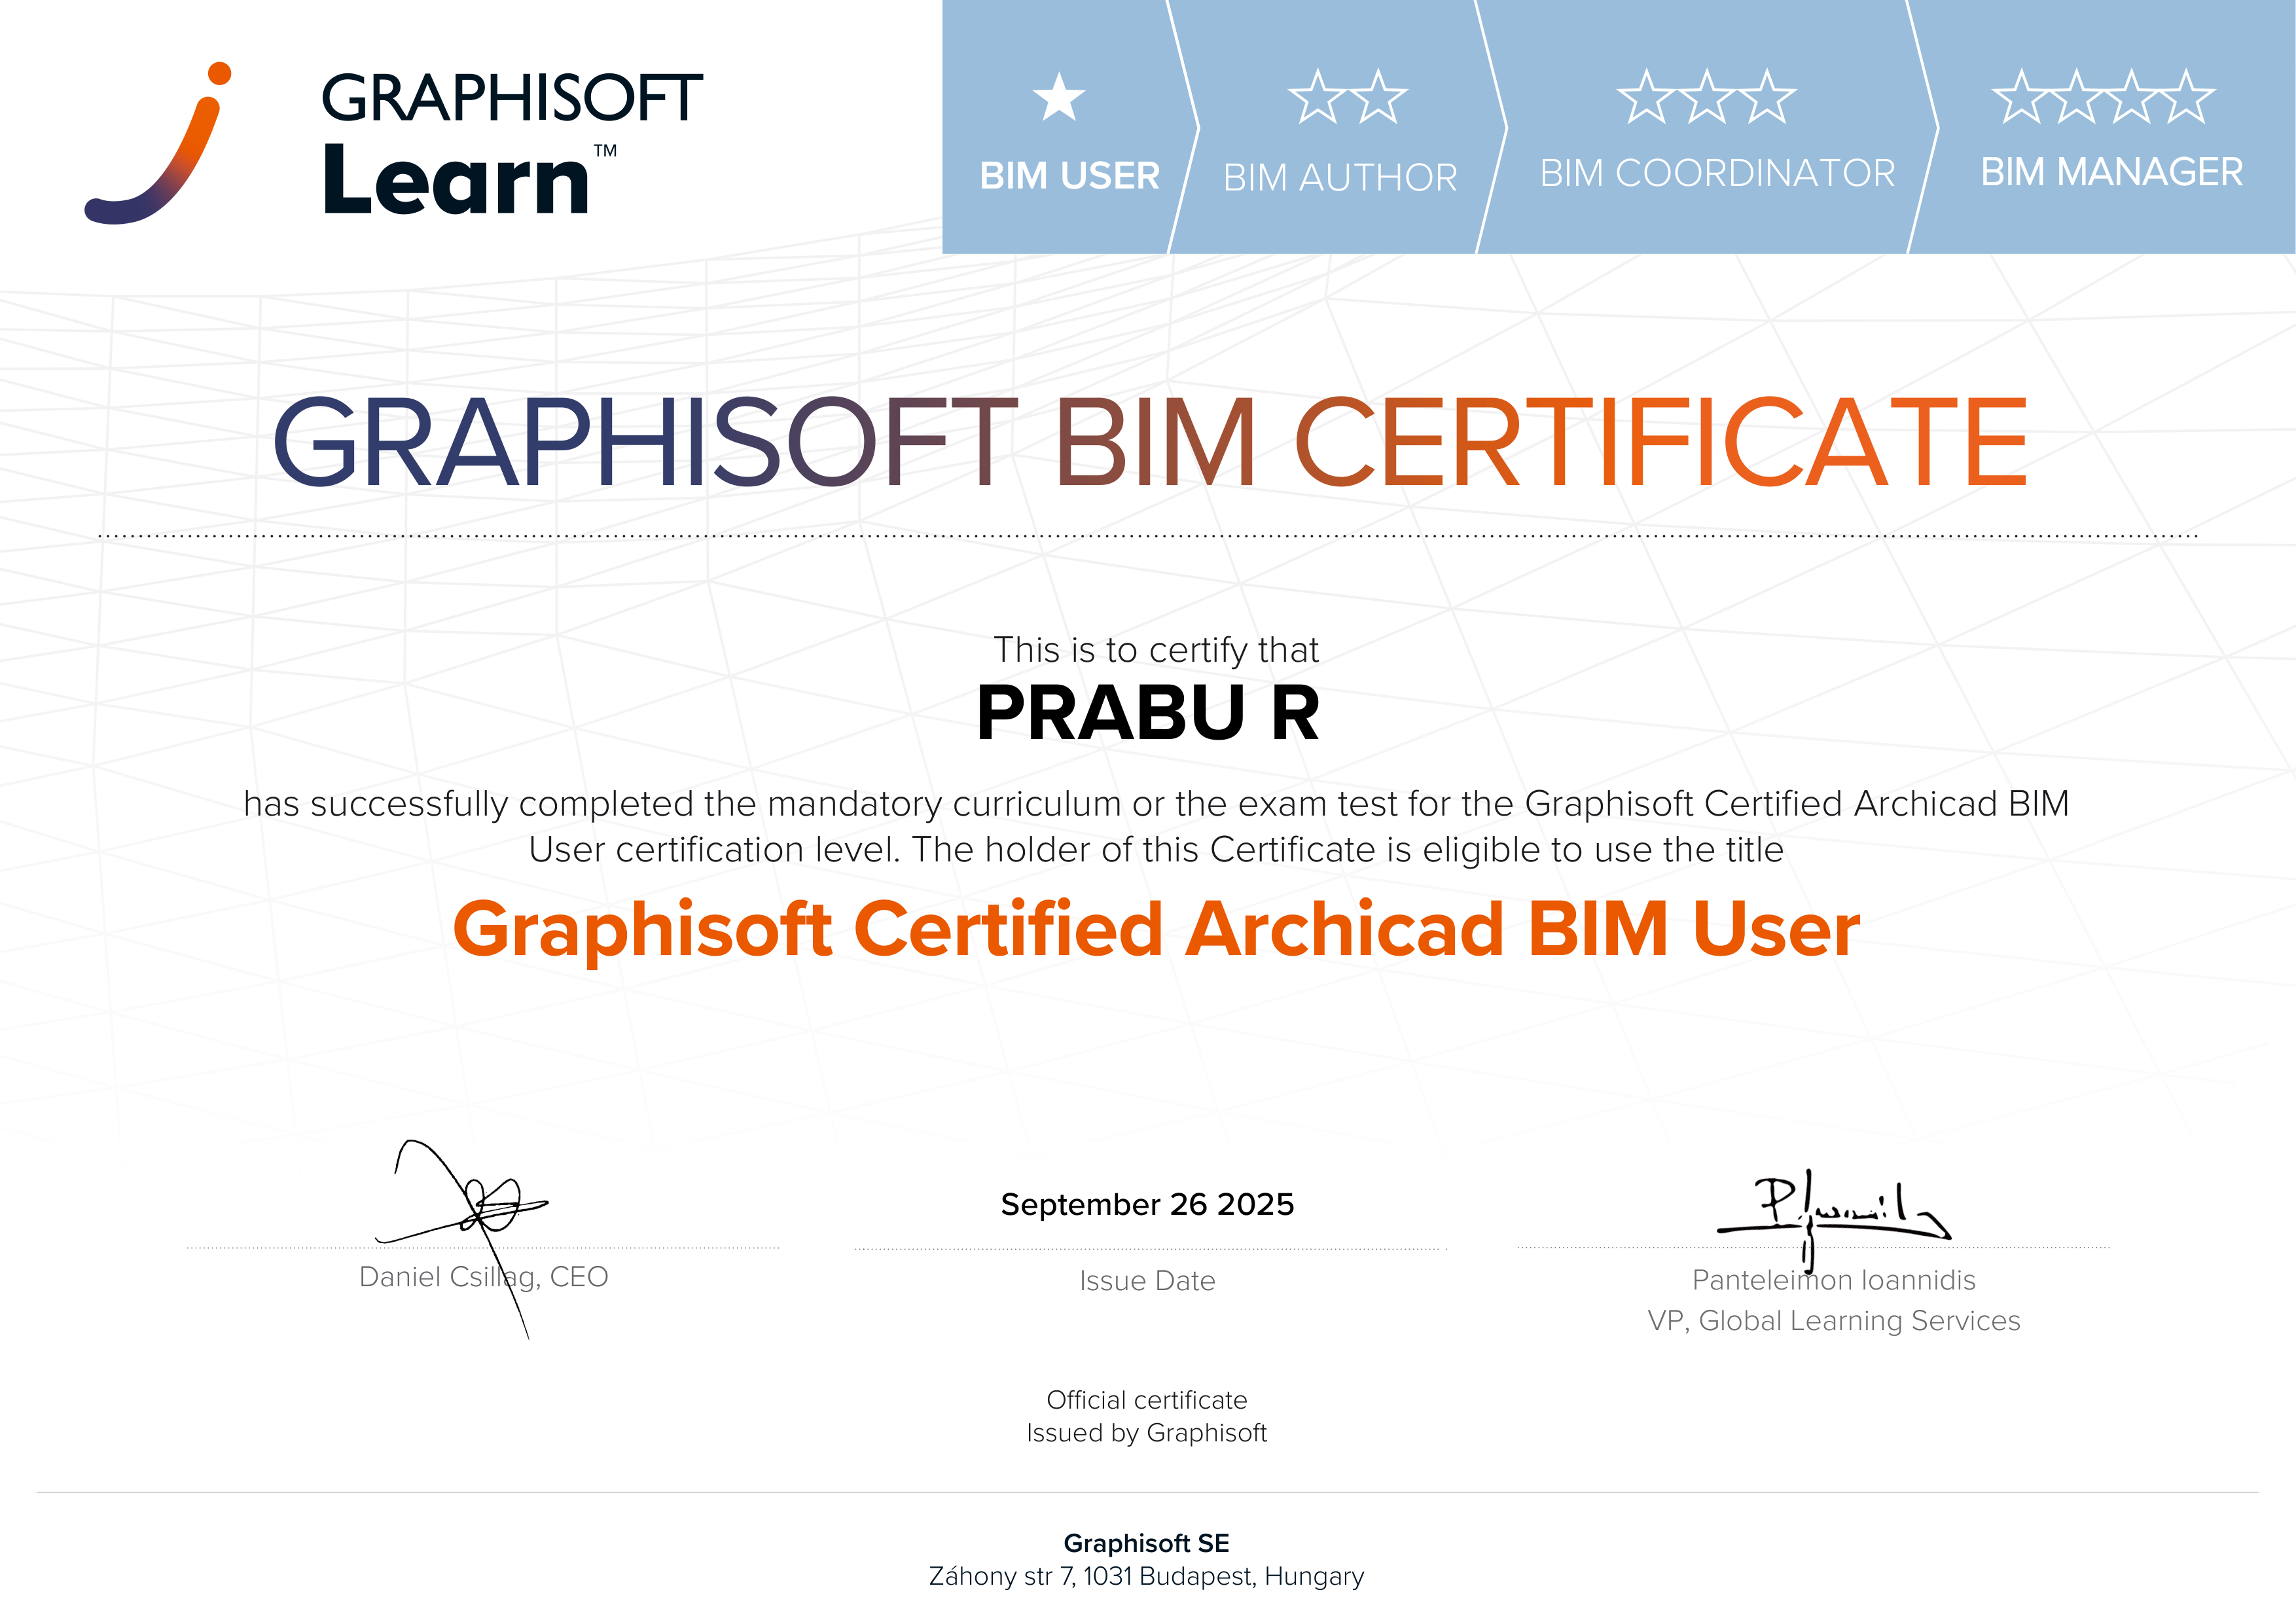 GRAPHISOFT
Learn™
BIM USER
BIM AUTHOR
BIM COORDINATOR
BIM MANAGER
GRAPHISOFT BIM CERTIFICATE
This is to certify that
PRABU R
has successfully completed the mandatory curriculum or the exam test for the Graphisoft Certified Archicad BIM
User certification level. The holder of this Certificate is eligible to use the title
Graphisoft Certified Archicad BIM User
September 26 2025
Daniel Csillag, CEO
Issue Date
Panteleimon Ioannidis
VP, Global Learning Services
Official certificate
Issued by Graphisoft
Graphisoft SE
Záhony str 7, 1031 Budapest, Hungary